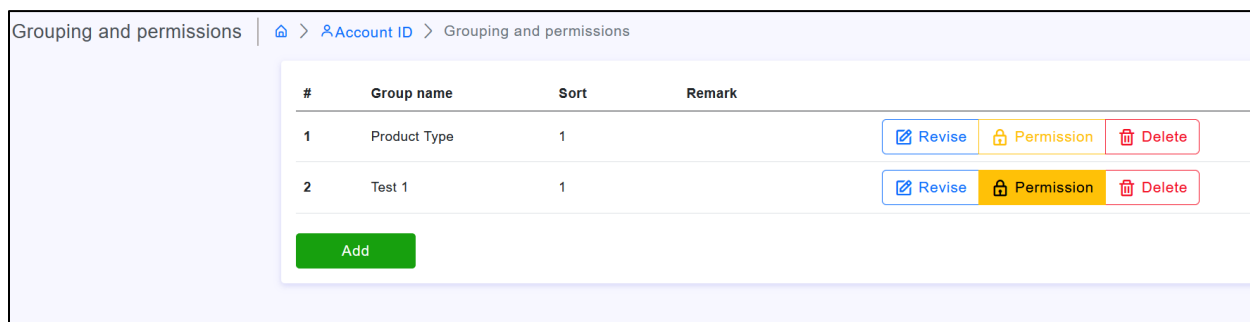 Grouping and permissions Account ID Grouping and permissions
# Group name Sort Remark
1 Product Type 1 Revise Permission Delete
2 Test 1 1 Revise Permission Delete
Add